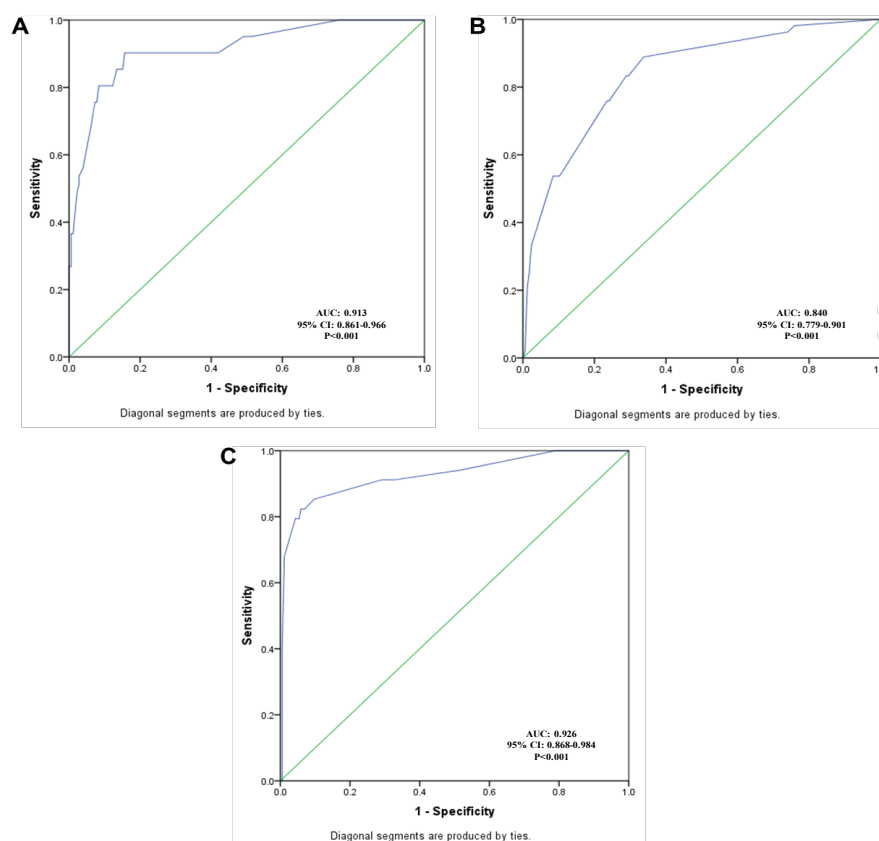 A
1.0
0.8
0.6
0.4
0.2
0.0
Sensitivity
0.0 0.2 0.4 0.6 0.8 1.0
1 - Specificity
AUC: 0.913
95% CI: 0.861-0.966
P<0.001
Diagonal segments are produced by ties.
B
1.0
0.8
0.6
0.4
0.2
0.0
Sensitivity
0.0 0.2 0.4 0.6 0.8
1 - Specificity
AUC: 0.840
95% CI: 0.779-0.901
P<0.001
Diagonal segments are produced by ties.
C
1.0
0.8
0.6
0.4
0.2
0.0
Sensitivity
0.0 0.2 0.4 0.6 0.8 1.0
1 - Specificity
AUC: 0.926
95% CI: 0.868-0.984
P<0.001
Diagonal segments are produced by ties.